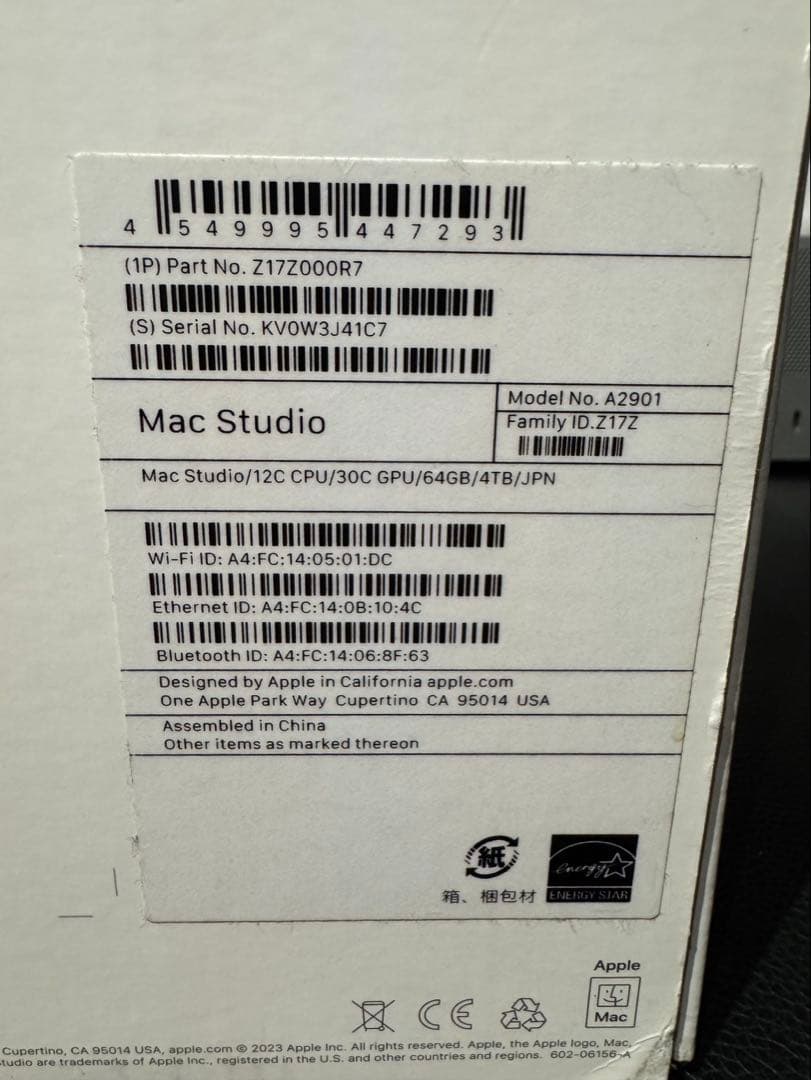 4 549995 447293
(1P) Part No. Z17Z000R7
(S) Serial No. KV0W3J41C7
Mac Studio
Model No. A2901
Family ID.Z17Z
Mac Studio/12C CPU/30C GPU/64GB/4TB/JPN
Wi-Fi ID: A4:FC:14:05:01:DC
Ethernet ID: A4:FC:14:0B:10:4C
Bluetooth ID: A4:FC:14:06:8F:63
Designed by Apple in California apple.com
One Apple Park Way Cupertino CA 95014 USA
Assembled in China
Other items as marked thereon
紙
箱、梱包材
energy
ENERGY STAR
Apple
Mac
CE
Cupertino, CA 95014 USA, apple.com © 2023 Apple Inc. All rights reserved. Apple, the Apple logo, Mac,
tudio are trademarks of Apple Inc., registered in the U.S. and other countries and regions. 602-06156-A